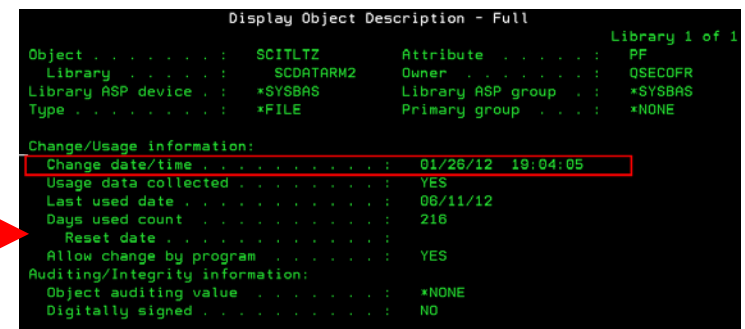 Display Object Description - Full
Library 1 of 1
Object . . . . . . . : SCITLTZ Attribute . . . . . : PF
Library . . . . . : SCDATARM2 Owner . . . . . . . : QSECOFR
Library ASP device . : *SYSBAS Library ASP group . : *SYSBAS
Type . . . . . . . . : *FILE Primary group . . . : *NONE
Change/Usage information:
Change date/time . . . . . . . . . . : 01/26/12 19:04:05
Usage data collected . . . . . . . . : YES
Last used date . . . . . . . . . . . : 06/11/12
Days used count . . . . . . . . . . : 216
Reset date . . . . . . . . . . . . :
Allow change by program . . . . . . : YES
Auditing/Integrity information:
Object auditing value . . . . . . . : *NONE
Digitally signed . . . . . . . . . . : NO